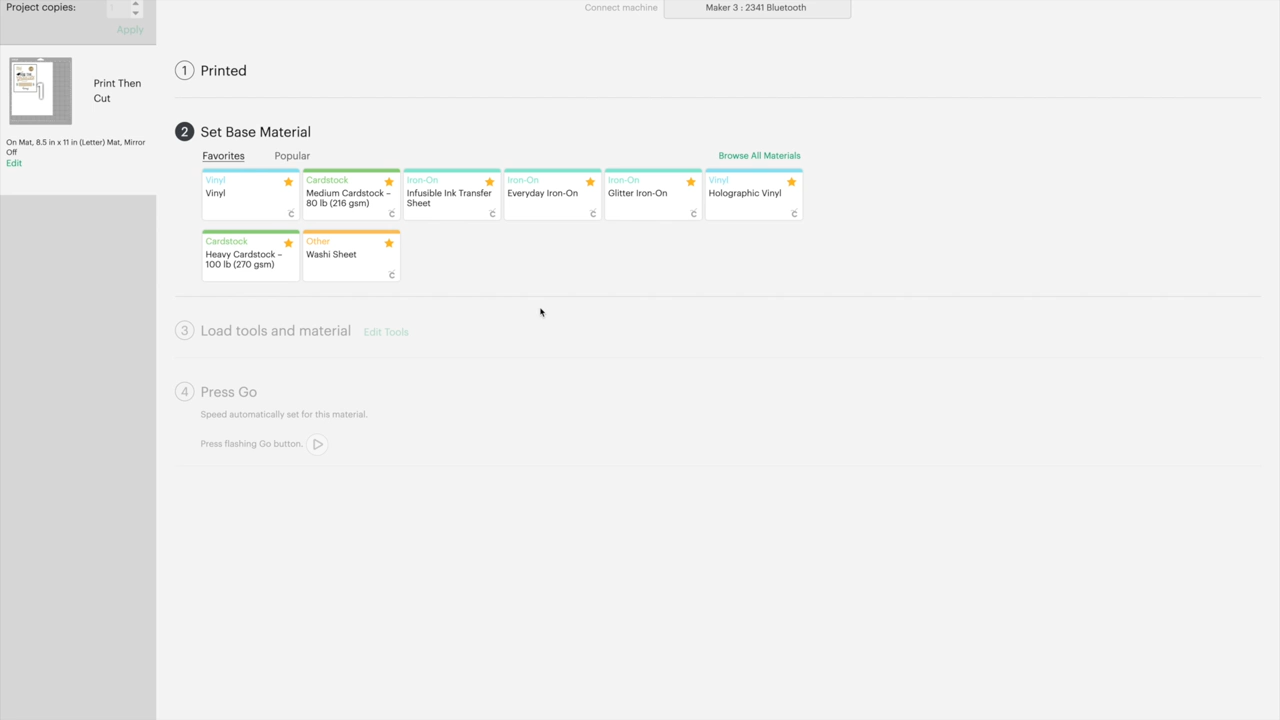 Project copies:
Connect machine
Maker 3 : 2341 Bluetooth
Apply
Print Then
Cut
On Mat, 8.5 in x 11 in (Letter) Mat, Mirror
Off
Edit
1 Printed
2 Set Base Material
Favorites Popular Browse All Materials
Vinyl
Vinyl
Cardstock
Medium Cardstock –
80 lb (216 gsm)
Iron-On
Infusible Ink Transfer
Sheet
Iron-On
Everyday Iron-On
Iron-On
Glitter Iron-On
Vinyl
Holographic Vinyl
Cardstock
Heavy Cardstock –
100 lb (270 gsm)
Other
Washi Sheet
3 Load tools and material Edit Tools
4 Press Go
Speed automatically set for this material.
Press flashing Go button.